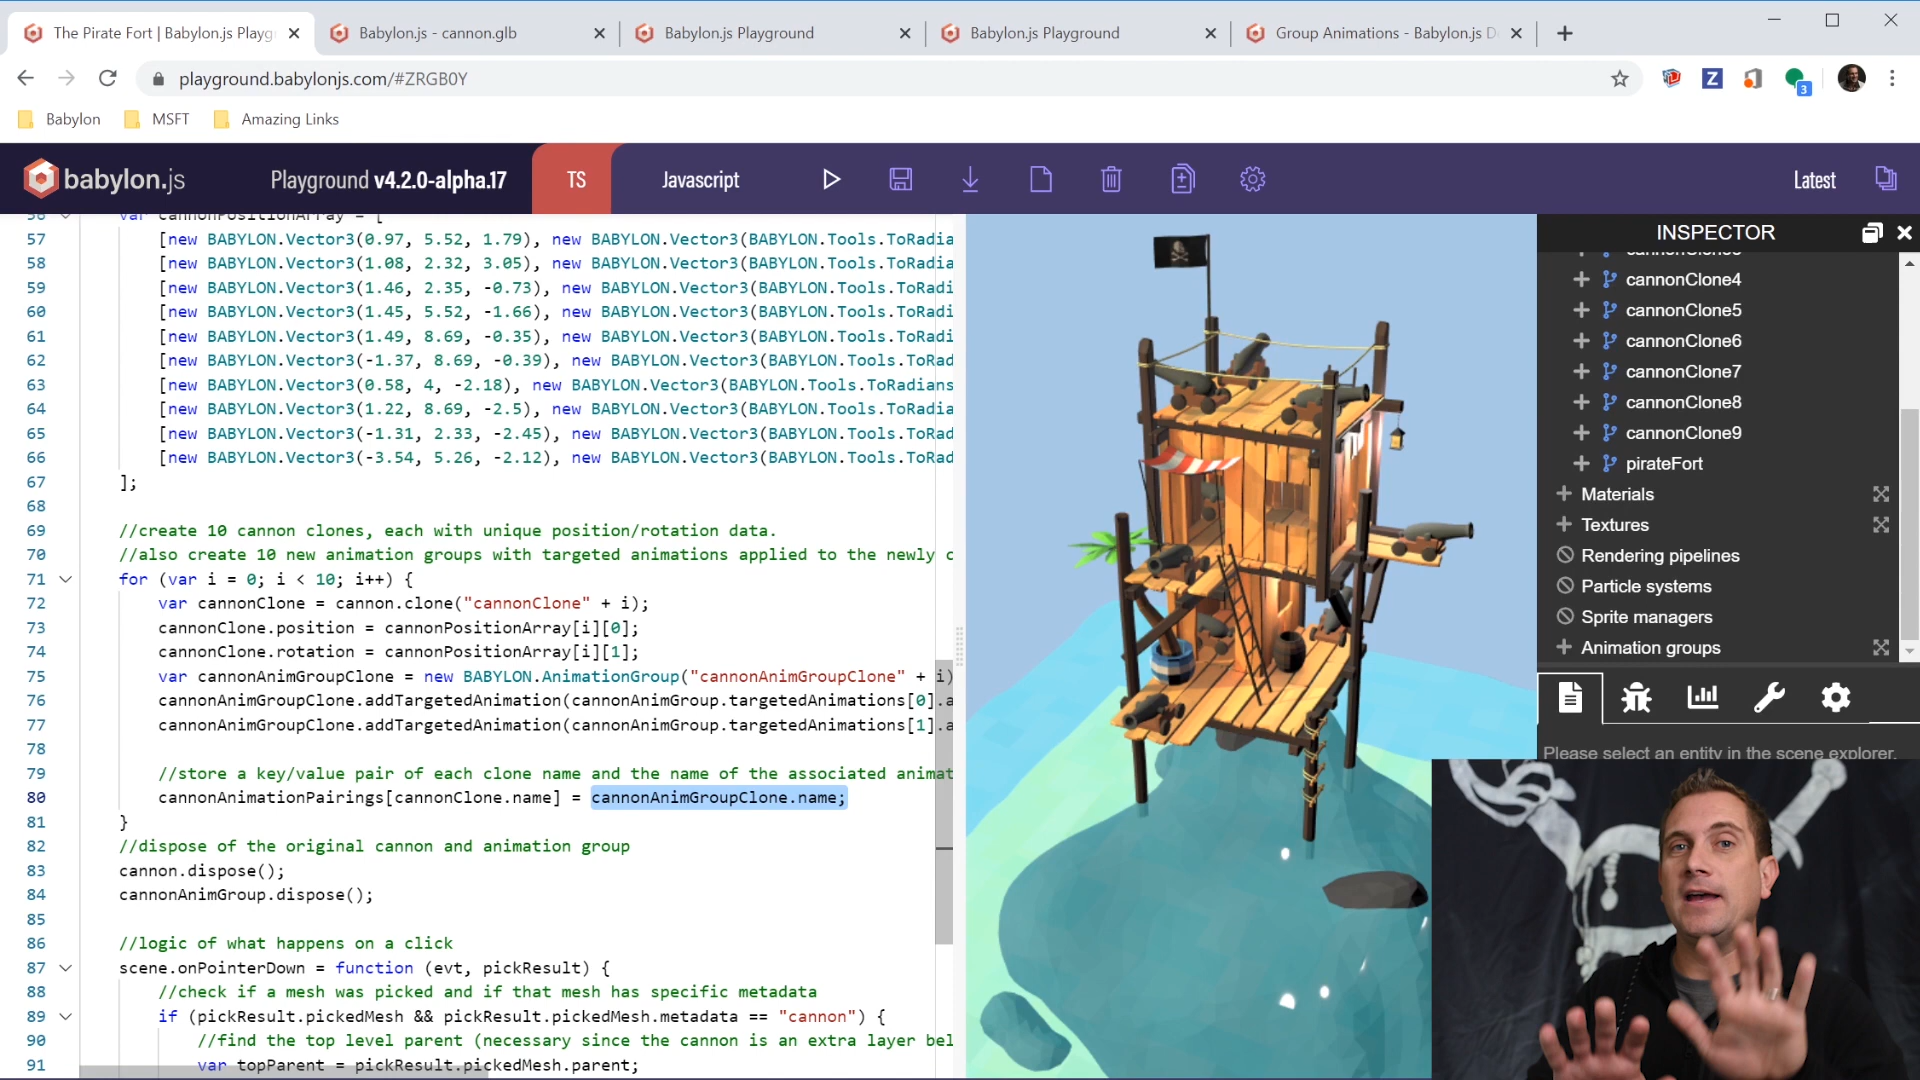 The Pirate Fort | Babylon.js Playg
Babylon.js - cannon.glb
Babylon.js Playground
Babylon.js Playground
Group Animations - Babylon.js D
playground.babylonjs.com/#ZRGB0Y
Z
3
Babylon
MSFT
Amazing Links
babylon.js
Playground v4.2.0-alpha.17
TS
Javascript
Latest
56 var cannonPositionArray = [
57 [new BABYLON.Vector3(0.97, 5.52, 1.79), new BABYLON.Vector3(BABYLON.Tools.ToRadia
58 [new BABYLON.Vector3(1.08, 2.32, 3.05), new BABYLON.Vector3(BABYLON.Tools.ToRadia
59 [new BABYLON.Vector3(1.46, 2.35, -0.73), new BABYLON.Vector3(BABYLON.Tools.ToRadi
60 [new BABYLON.Vector3(1.45, 5.52, -1.66), new BABYLON.Vector3(BABYLON.Tools.ToRadi
61 [new BABYLON.Vector3(1.49, 8.69, -0.35), new BABYLON.Vector3(BABYLON.Tools.ToRadi
62 [new BABYLON.Vector3(-1.37, 8.69, -0.39), new BABYLON.Vector3(BABYLON.Tools.ToRad
63 [new BABYLON.Vector3(0.58, 4, -2.18), new BABYLON.Vector3(BABYLON.Tools.ToRadians
64 [new BABYLON.Vector3(1.22, 8.69, -2.5), new BABYLON.Vector3(BABYLON.Tools.ToRadia
65 [new BABYLON.Vector3(-1.31, 2.33, -2.45), new BABYLON.Vector3(BABYLON.Tools.ToRad
66 [new BABYLON.Vector3(-3.54, 5.26, -2.12), new BABYLON.Vector3(BABYLON.Tools.ToRad
67 ];
68
69 //create 10 cannon clones, each with unique position/rotation data.
70 //also create 10 new animation groups with targeted animations applied to the newly c
71 for (var i = 0; i < 10; i++) {
72 var cannonClone = cannon.clone("cannonClone" + i);
73 cannonClone.position = cannonPositionArray[i][0];
74 cannonClone.rotation = cannonPositionArray[i][1];
75 var cannonAnimGroupClone = new BABYLON.AnimationGroup("cannonAnimGroupClone" + i)
76 cannonAnimGroupClone.addTargetedAnimation(cannonAnimGroup.targetedAnimations[0].a
77 cannonAnimGroupClone.addTargetedAnimation(cannonAnimGroup.targetedAnimations[1].a
78
79 //store a key/value pair of each clone name and the name of the associated animat
80 cannonAnimationPairings[cannonClone.name] = cannonAnimGroupClone.name;
81 }
82 //dispose of the original cannon and animation group
83 cannon.dispose();
84 cannonAnimGroup.dispose();
85
86 //logic of what happens on a click
87 scene.onPointerDown = function (evt, pickResult) {
88 //check if a mesh was picked and if that mesh has specific metadata
89 if (pickResult.pickedMesh && pickResult.pickedMesh.metadata == "cannon") {
90 //find the top level parent (necessary since the cannon is an extra layer bel
91 var topParent = pickResult.pickedMesh.parent;
INSPECTOR
cannonClone4
cannonClone5
cannonClone6
cannonClone7
cannonClone8
cannonClone9
pirateFort
Materials
Textures
Rendering pipelines
Particle systems
Sprite managers
Animation groups
Please select an entity in the scene explorer.